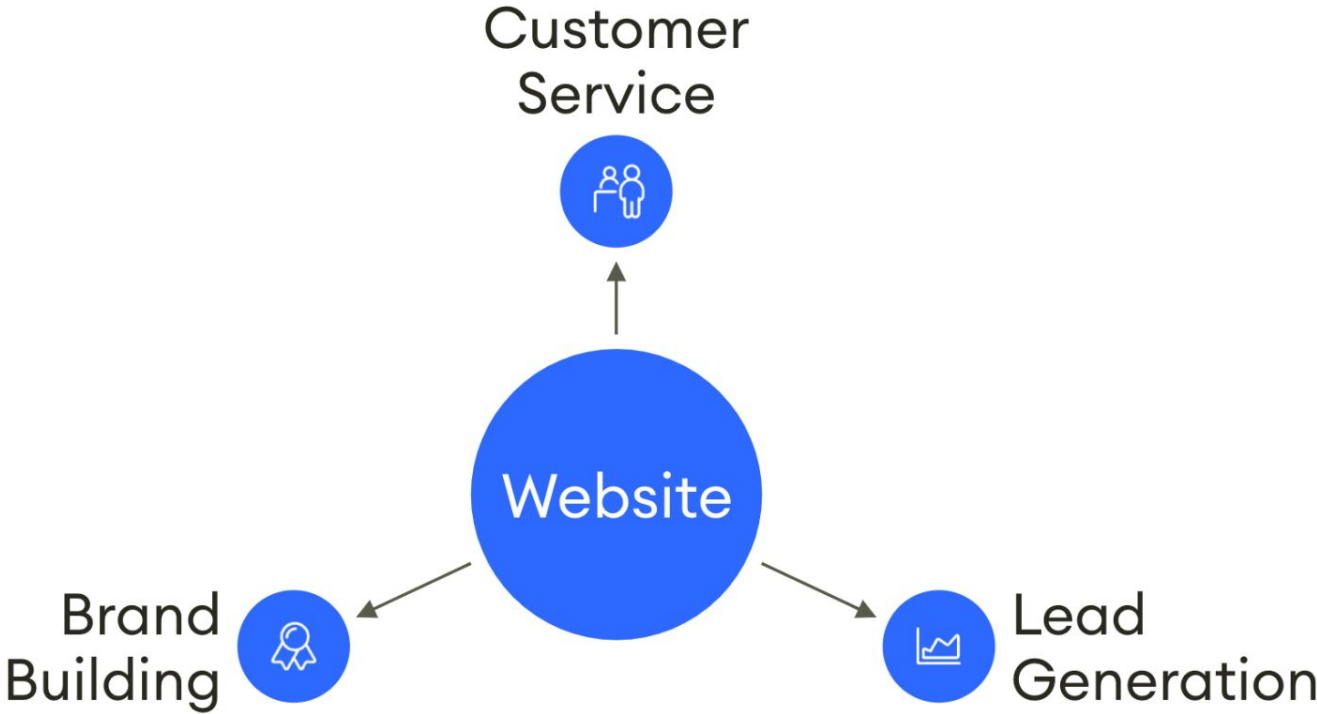 Customer
Service
Website
Brand
Building
Lead
Generation